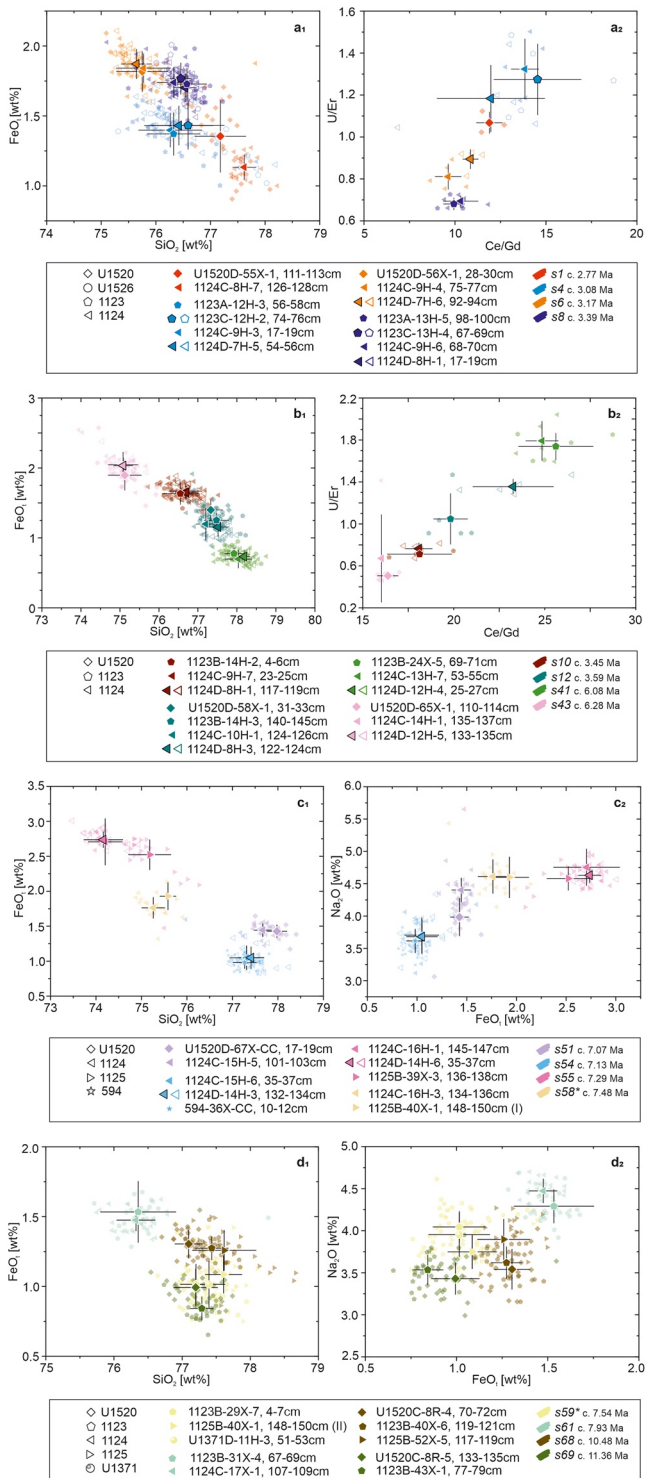 a₁
2.0
1.5
1.0
FeOₜ[wt%]
74 75 76 77 78 79
SiO₂ [wt%]
a₂
1.6
1.4
1.2
1.0
0.8
0.6
U/Er
5 10 15 20
Ce/Gd
U1520
U1526
1123
1124
U1520D-55X-1, 111-113cm
1124C-8H-7, 126-128cm
1123A-12H-3, 56-58cm
1123C-12H-2, 74-76cm
1124C-9H-3, 17-19cm
1124D-7H-5, 54-56cm
U1520D-56X-1, 28-30cm
1124C-9H-4, 75-77cm
1124D-7H-6, 92-94cm
1123A-13H-5, 98-100cm
1123C-13H-4, 67-69cm
1124C-9H-6, 68-70cm
1124D-8H-1, 17-19cm
s1 c. 2.77 Ma
s4 c. 3.08 Ma
s6 c. 3.17 Ma
s8 c. 3.39 Ma
b₁
3
2
1
0
FeOₜ[wt%]
73 74 75 76 77 78 79 80
SiO₂ [wt%]
b₂
2.2
1.8
1.4
1.0
0.6
0.2
U/Er
15 20 25 30
Ce/Gd
U1520
1123
1124
1123B-14H-2, 4-6cm
1124C-9H-7, 23-25cm
1124D-8H-1, 117-119cm
U1520D-58X-1, 31-33cm
1123B-14H-3, 140-145cm
1124C-10H-1, 124-126cm
1124D-8H-3, 122-124cm
1123B-24X-5, 69-71cm
1124C-13H-7, 53-55cm
1124D-12H-4, 25-27cm
U1520D-65X-1, 110-114cm
1124C-14H-1, 135-137cm
1124D-12H-5, 133-135cm
s10 c. 3.45 Ma
s12 c. 3.59 Ma
s41 c. 6.08 Ma
s43 c. 6.28 Ma
c₁
3.5
3.0
2.5
2.0
1.5
1.0
0.5
FeOₜ[wt%]
73 74 75 76 77 78 79
SiO₂ [wt%]
c₂
5.0
4.5
4.0
3.5
3.0
Na₂O [wt%]
0.5 1.0 1.5 2.0 2.5 3.0
FeOₜ[wt%]
U1520
1124
1125
594
U1520D-67X-CC, 17-19cm
1124C-15H-5, 101-103cm
1124C-15H-6, 35-37cm
1124D-14H-3, 132-134cm
594-36X-CC, 10-12cm
1124C-16H-1, 145-147cm
1124D-14H-6, 35-37cm
1125B-39X-3, 136-138cm
1124C-16H-3, 134-136cm
1125B-40X-1, 148-150cm (I)
s51 c. 7.07 Ma
s54 c. 7.13 Ma
s55 c. 7.29 Ma
s58* c. 7.48 Ma
d₁
2.0
1.5
1.0
0.5
FeOₜ[wt%]
75 76 77 78 79
SiO₂ [wt%]
d₂
5.0
4.5
4.0
3.5
3.0
2.5
2.0
Na₂O [wt%]
0.5 1.0 1.5 2.0
FeOₜ[wt%]
U1520
1123
1124
1125
U1371
1123B-29X-7, 4-7cm
1125B-40X-1, 148-150cm (II)
U1371D-11H-3, 51-53cm
1123B-31X-4, 67-69cm
1124C-17X-1, 107-109cm
U1520C-8R-4, 70-72cm
1123B-40X-6, 119-121cm
1125B-52X-5, 117-119cm
U1520C-8R-5, 133-135cm
1123B-43X-1, 77-79cm
s59* c. 7.54 Ma
s61 c. 7.93 Ma
s68 c. 10.48 Ma
s69 c. 11.36 Ma